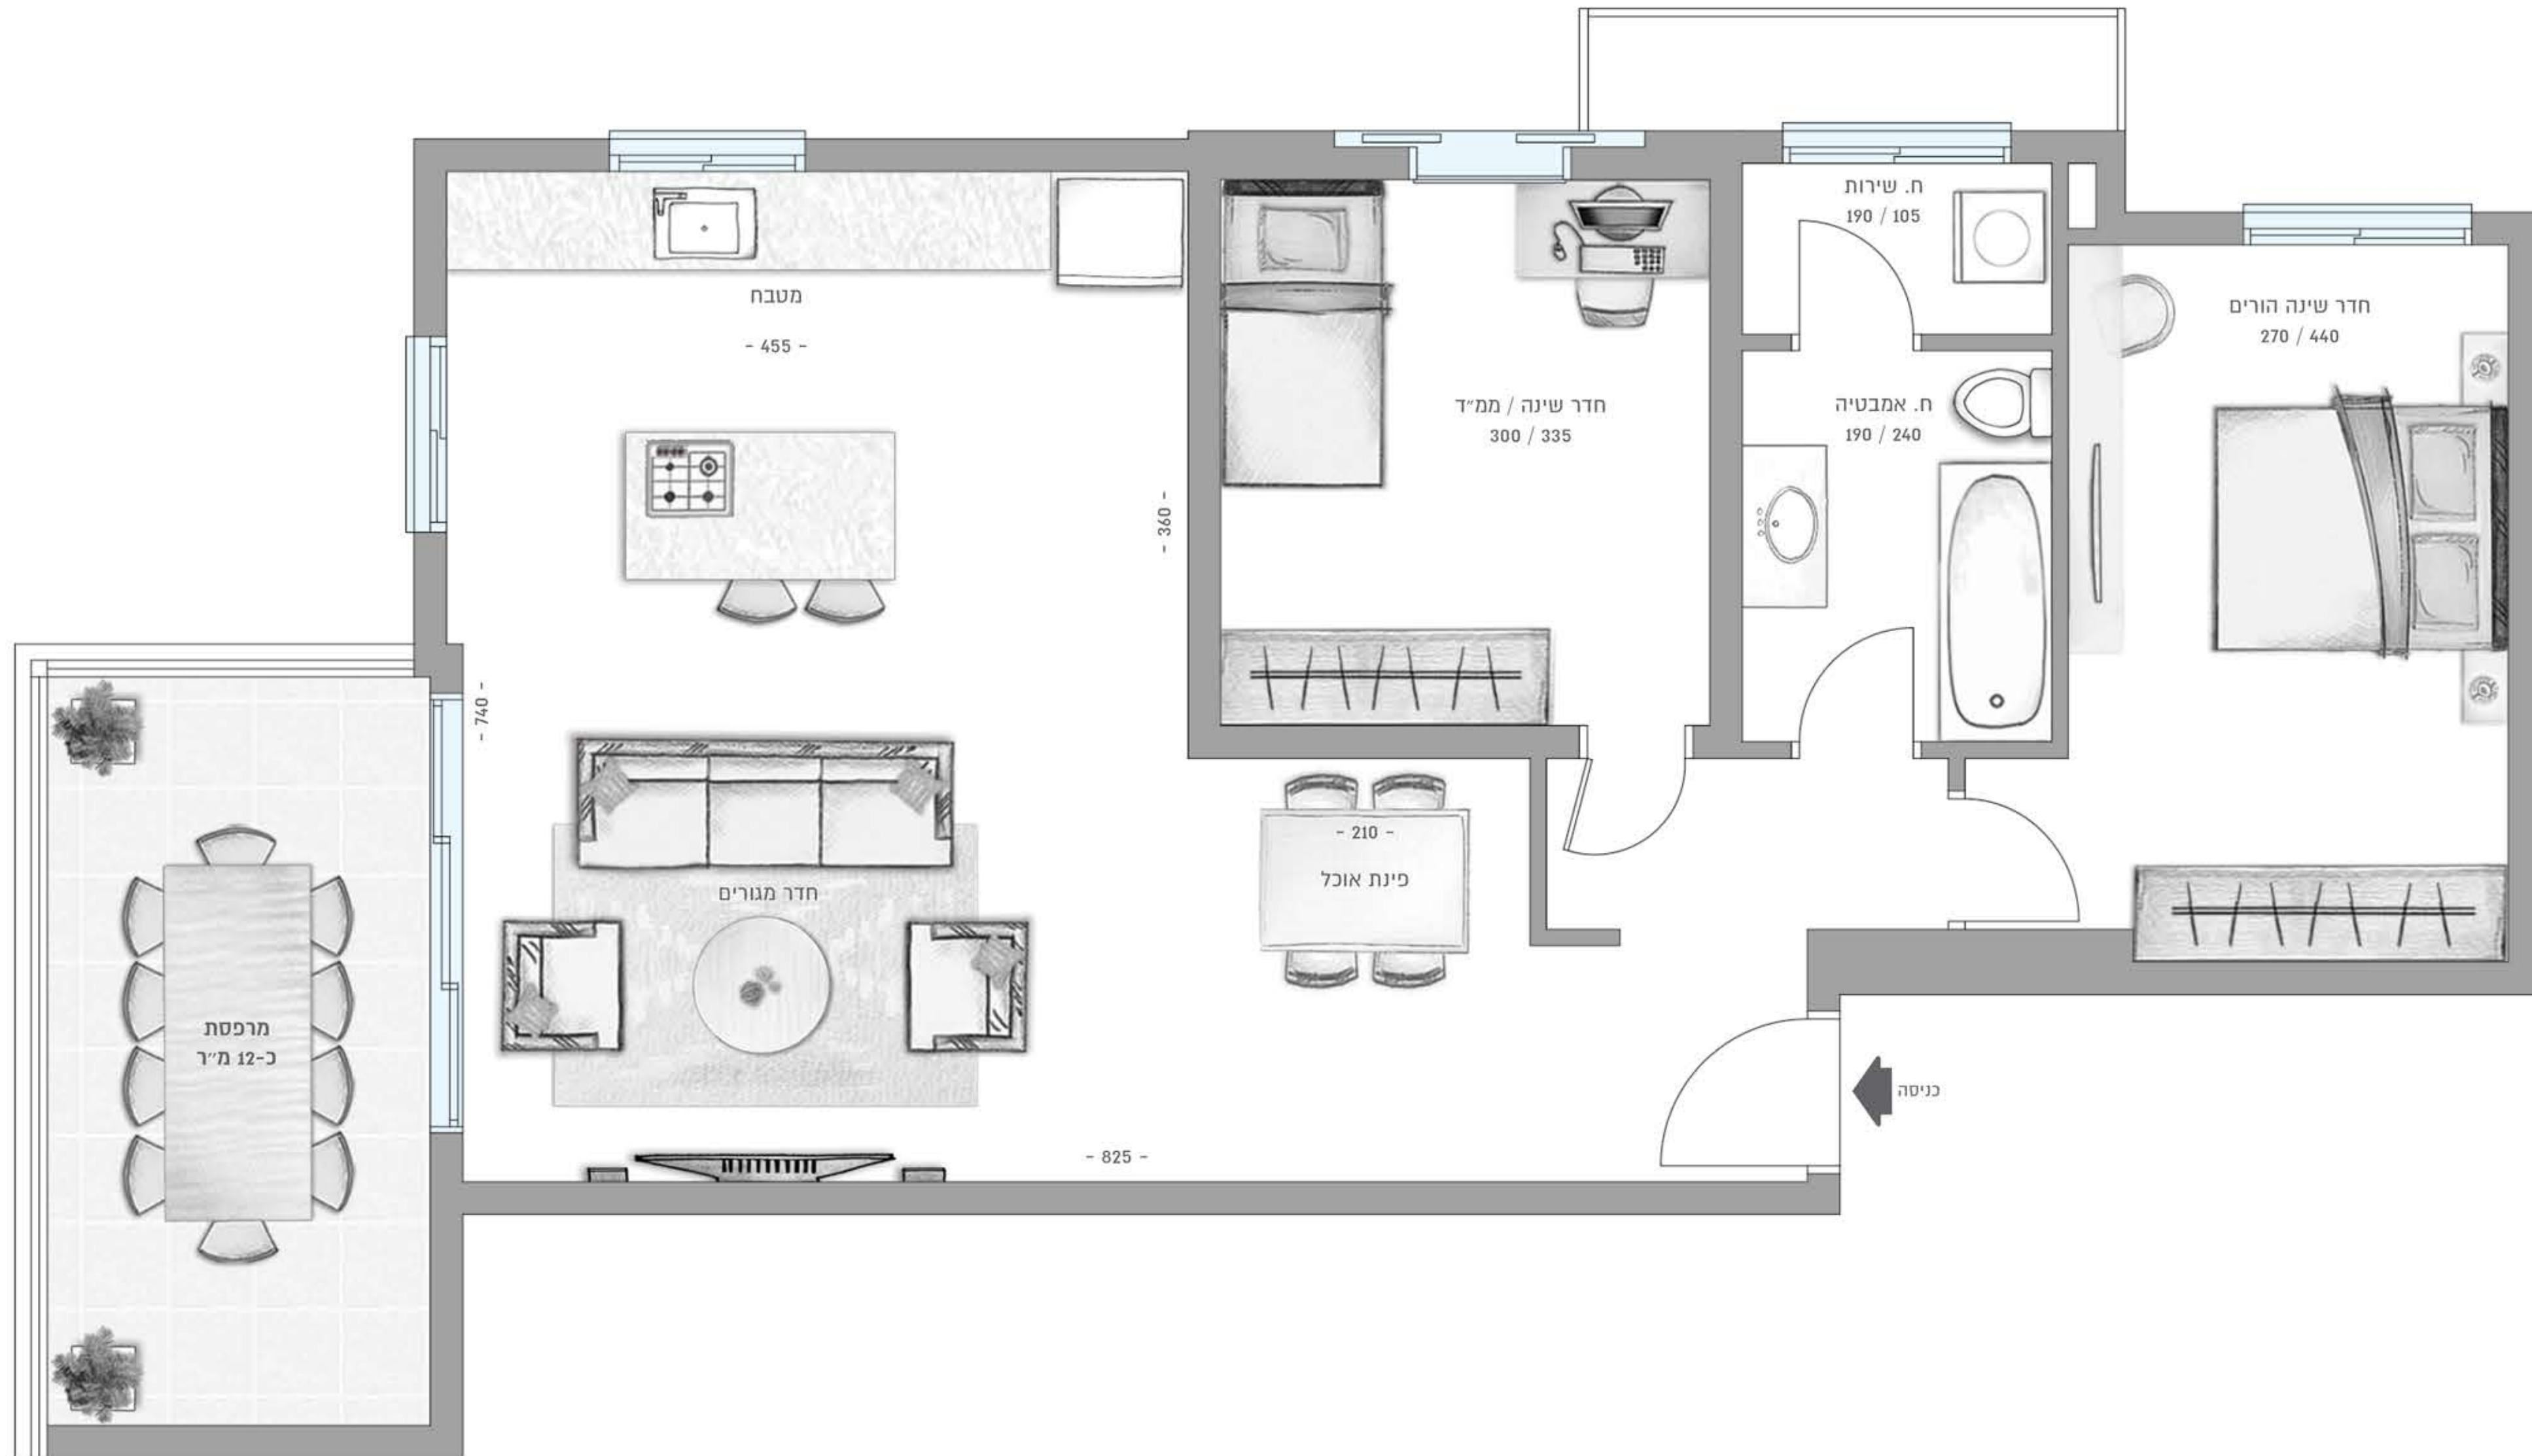 ח. שירות
190 / 105
חדר שינה הורים
270 / 440
מטבח
- 455 -
חדר שינה / ממ״ד
300 / 335
ח. אמבטיה
190 / 240
- 360 -
- 740 -
- 210 -
פינת אוכל
חדר מגורים
מרפסת
כ-12 מ״ר
כניסה
- 825 -